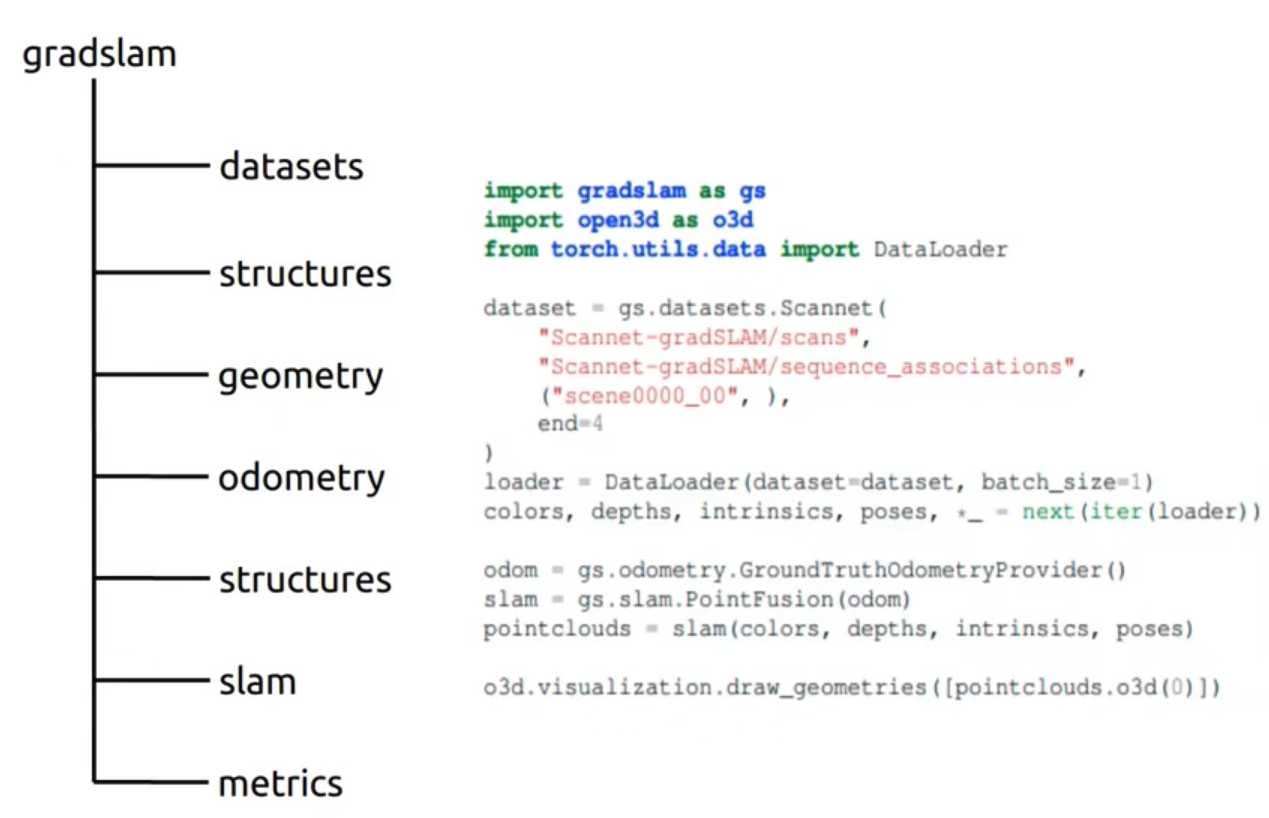 gradslam
datasets
structures
geometry
odometry
structures
slam
metrics
import gradslam as gs
import open3d as o3d
from torch.utils.data import DataLoader
dataset = gs.datasets.Scannet(
"Scannet-gradSLAM/scans",
"Scannet-gradSLAM/sequence_associations",
("scene0000_00", ),
end=4
)
loader = DataLoader(dataset=dataset, batch_size=1)
colors, depths, intrinsics, poses, *_ = next(iter(loader))
odom = gs.odometry.GroundTruthOdometryProvider()
slam = gs.slam.PointFusion(odom)
pointclouds = slam(colors, depths, intrinsics, poses)
o3d.visualization.draw_geometries([pointclouds.o3d(0)])